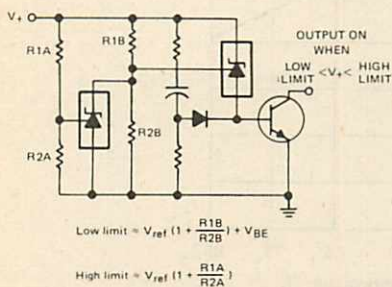 V+
R1A
R1B
R2A
R2B
OUTPUT ON
WHEN
LOW LIMIT <V+< HIGH LIMIT
Low limit ≈ Vref (1 + R1B/R2B) + VBE
High limit ≈ Vref (1 + R1A/R2A)